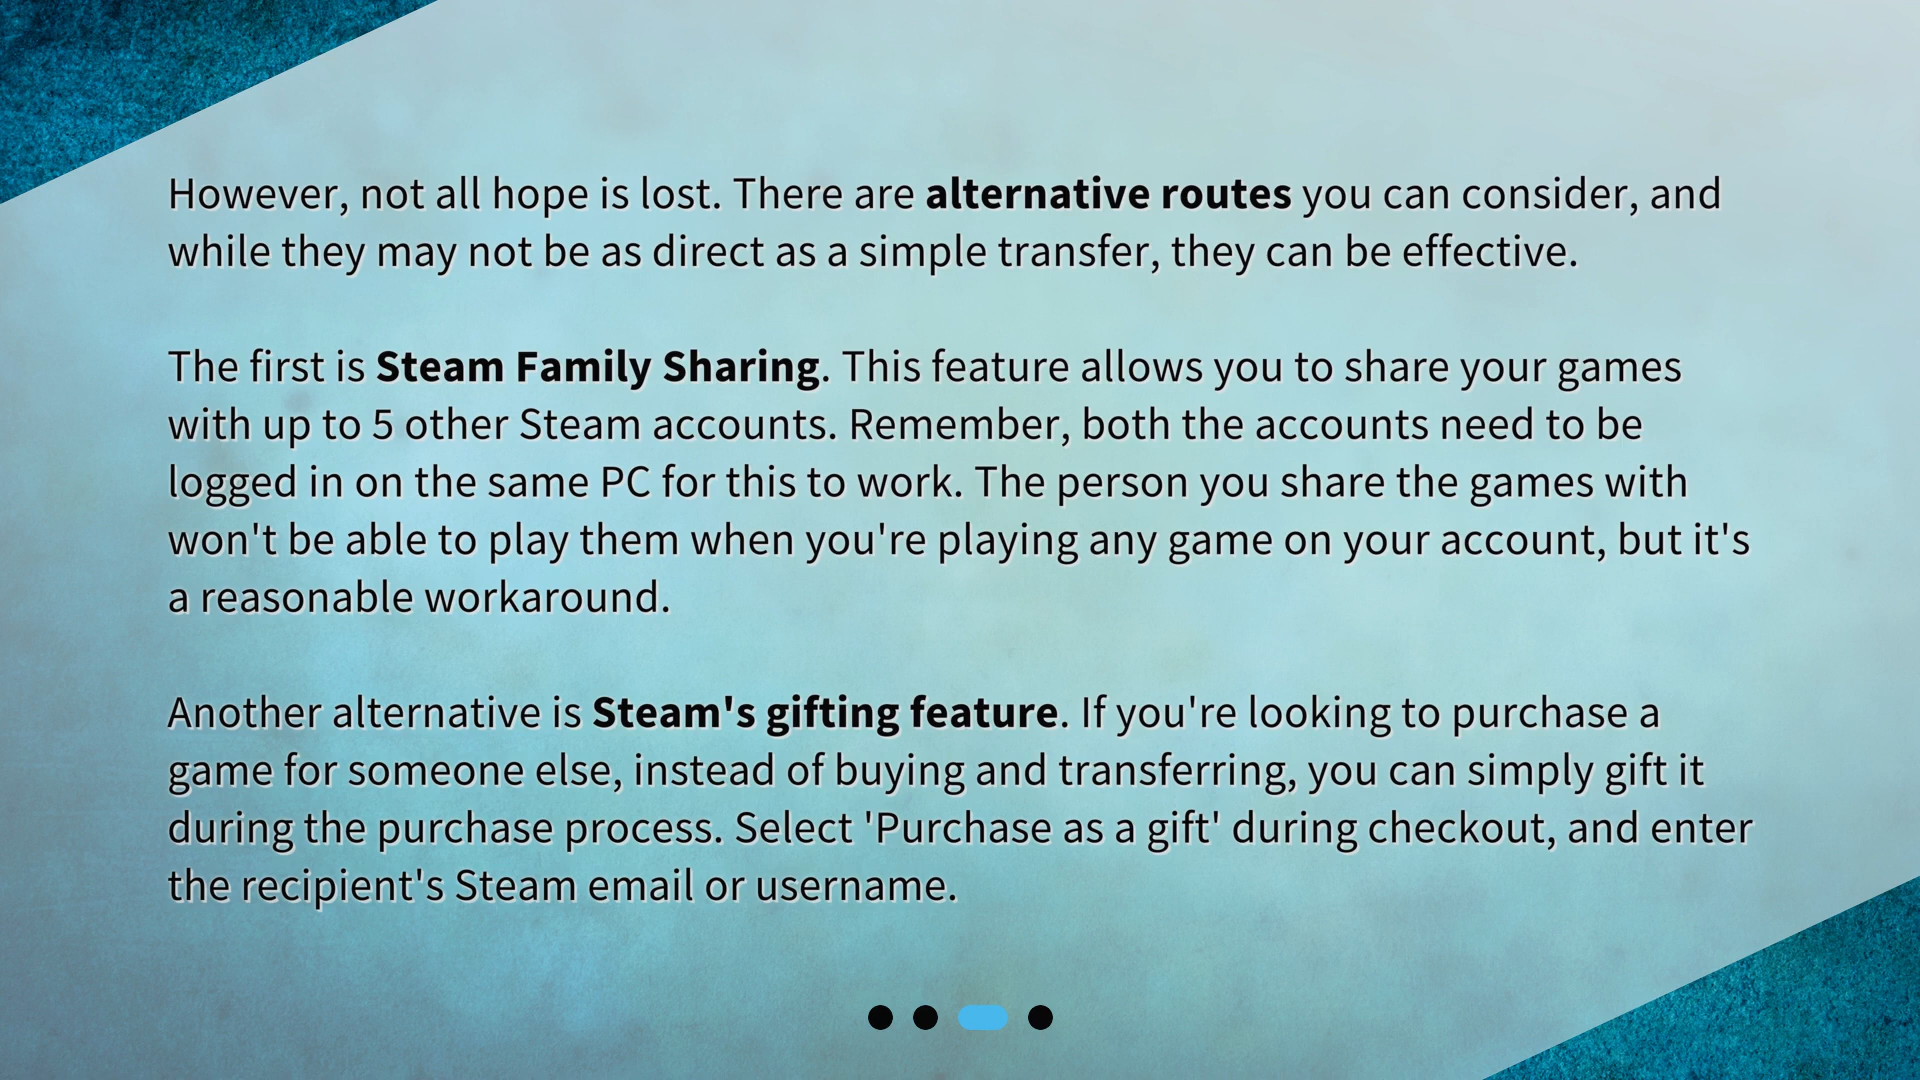 However, not all hope is lost. There are alternative routes you can consider, and
while they may not be as direct as a simple transfer, they can be effective.
The first is Steam Family Sharing. This feature allows you to share your games
with up to 5 other Steam accounts. Remember, both the accounts need to be
logged in on the same PC for this to work. The person you share the games with
won't be able to play them when you're playing any game on your account, but it's
a reasonable workaround.
Another alternative is Steam's gifting feature. If you're looking to purchase a
game for someone else, instead of buying and transferring, you can simply gift it
during the purchase process. Select 'Purchase as a gift' during checkout, and enter
the recipient's Steam email or username.